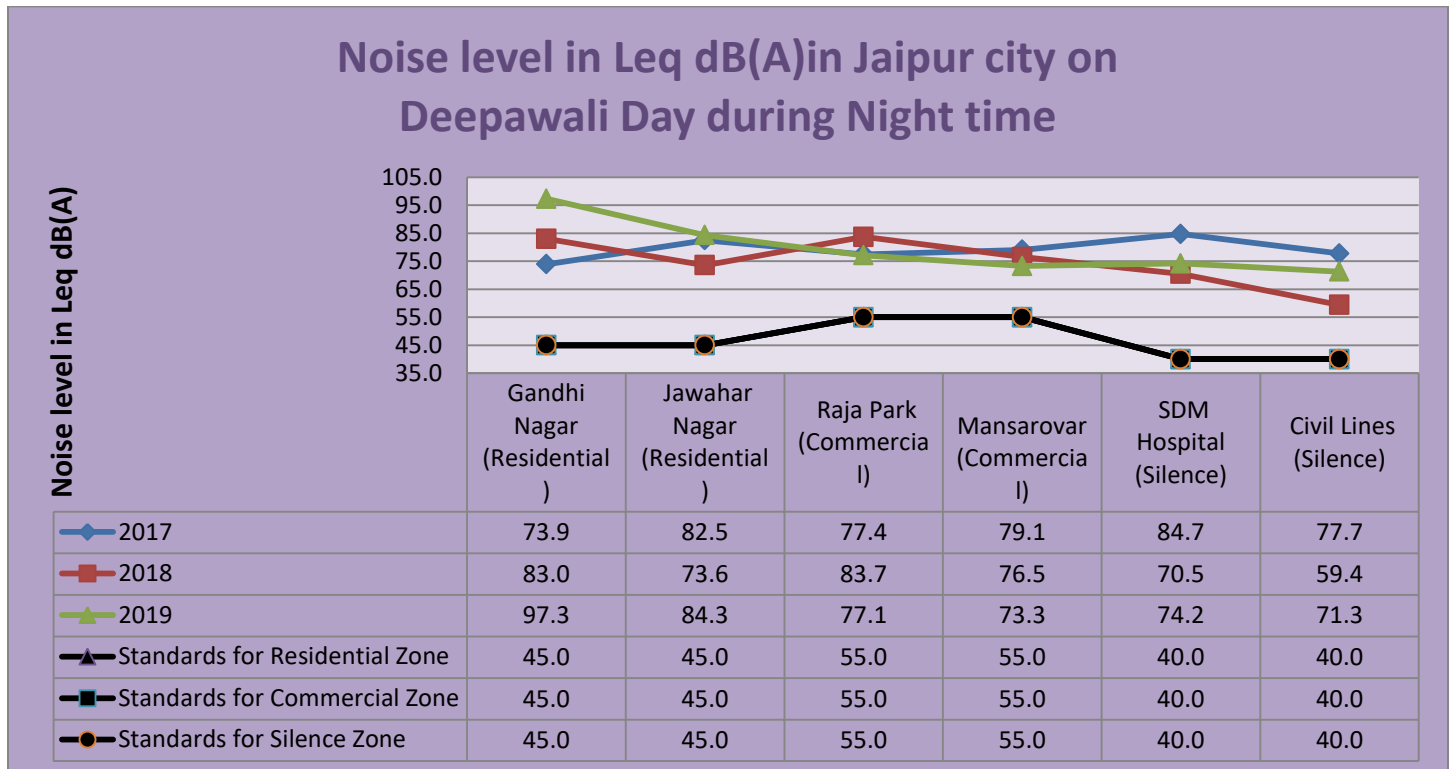 Noise level in Leq dB(A)in Jaipur city on
Deepawali Day during Night time
Noise level in Leq dB(A)
105.0
95.0
85.0
75.0
65.0
55.0
45.0
35.0
Gandhi
Nagar
(Residential
)
Jawahar
Nagar
(Residential
)
Raja Park
(Commercia
l)
Mansarovar
(Commercia
l)
SDM
Hospital
(Silence)
Civil Lines
(Silence)
2017 73.9 82.5 77.4 79.1 84.7 77.7
2018 83.0 73.6 83.7 76.5 70.5 59.4
2019 97.3 84.3 77.1 73.3 74.2 71.3
Standards for Residential Zone 45.0 45.0 55.0 55.0 40.0 40.0
Standards for Commercial Zone 45.0 45.0 55.0 55.0 40.0 40.0
Standards for Silence Zone 45.0 45.0 55.0 55.0 40.0 40.0